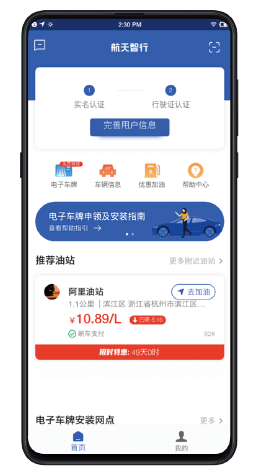 2:30 PM
航天智行
1 2
实名认证 行驶证认证
完善用户信息
电子车牌 车辆信息 优惠加油 帮助中心
电子车牌申领及安装指南
查看帮助指引 →
推荐油站 更多附近油站 >
阿里油站 去加油
1.1公里 | 滨江区 浙江省杭州市滨江区...
¥10.89/L 已降 5.16
刷车支付 92#
限时特惠: 49天0时
电子车牌安装网点 更多 >
首页 我的